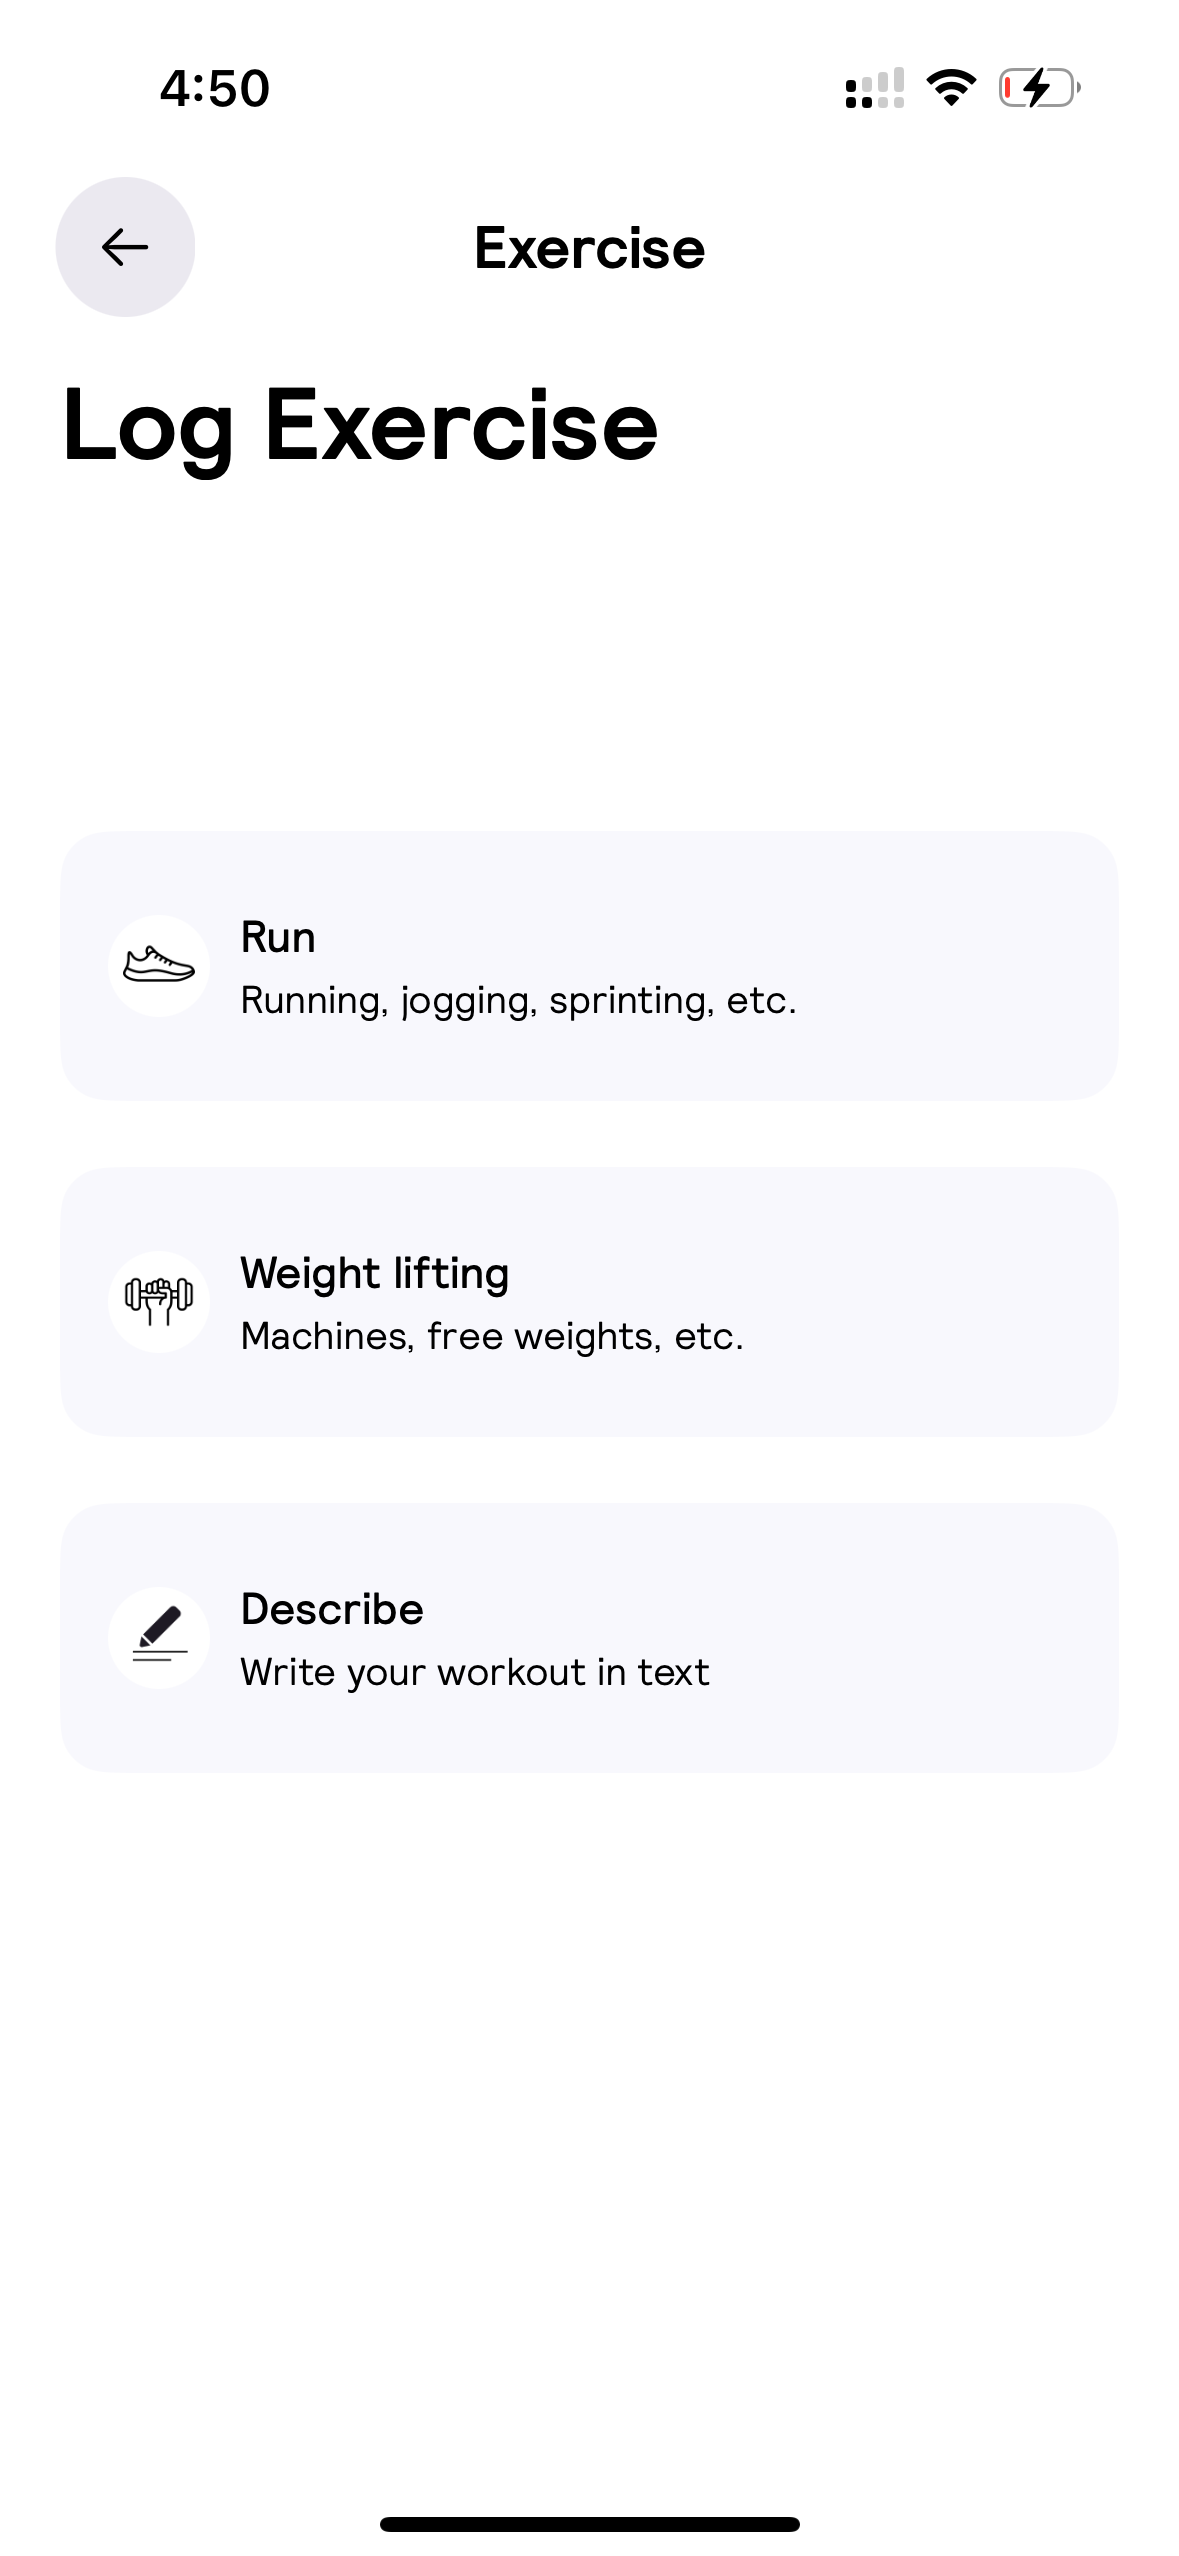 4:50
Exercise
Log Exercise
Run
Running, jogging, sprinting, etc.
Weight lifting
Machines, free weights, etc.
Describe
Write your workout in text